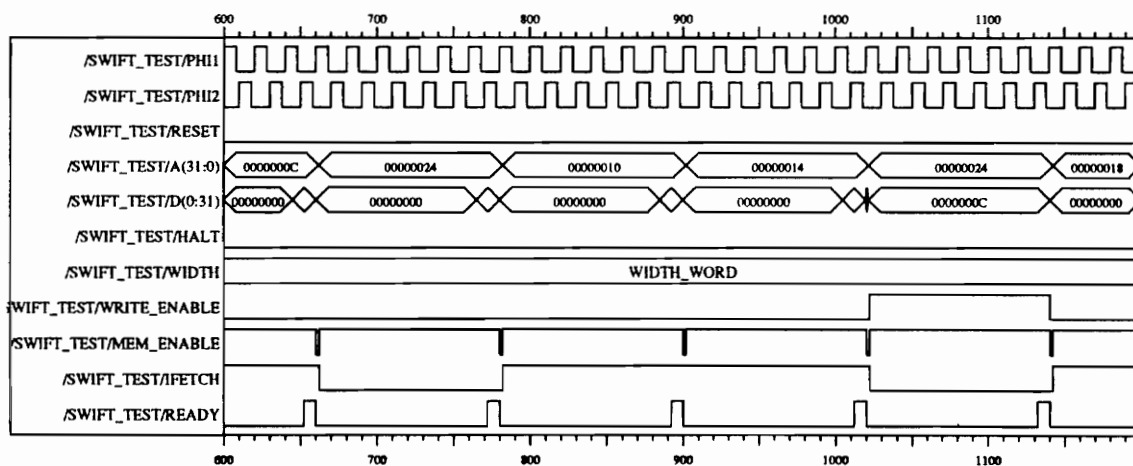 600 700 800 900 1000 1100
/SWIFT_TEST/PHI1
/SWIFT_TEST/PHI2
/SWIFT_TEST/RESET
/SWIFT_TEST/A(31:0) 0000000C 00000024 00000010 00000014 00000024 00000018
/SWIFT_TEST/D(0:31) 00000000 00000000 00000000 00000000 0000000C 00000000
/SWIFT_TEST/HALT
/SWIFT_TEST/WIDTH WIDTH_WORD
WIFT_TEST/WRITE_ENABLE
/SWIFT_TEST/MEM_ENABLE
/SWIFT_TEST/IFETCH
/SWIFT_TEST/READY
600 700 800 900 1000 1100